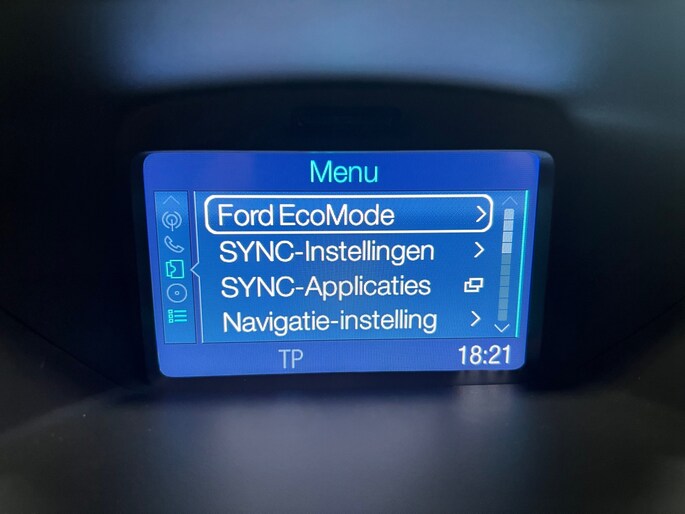 Menu
Ford EcoMode
SYNC-Instellingen
SYNC-Applicaties
Navigatie-instelling
TP 18:21